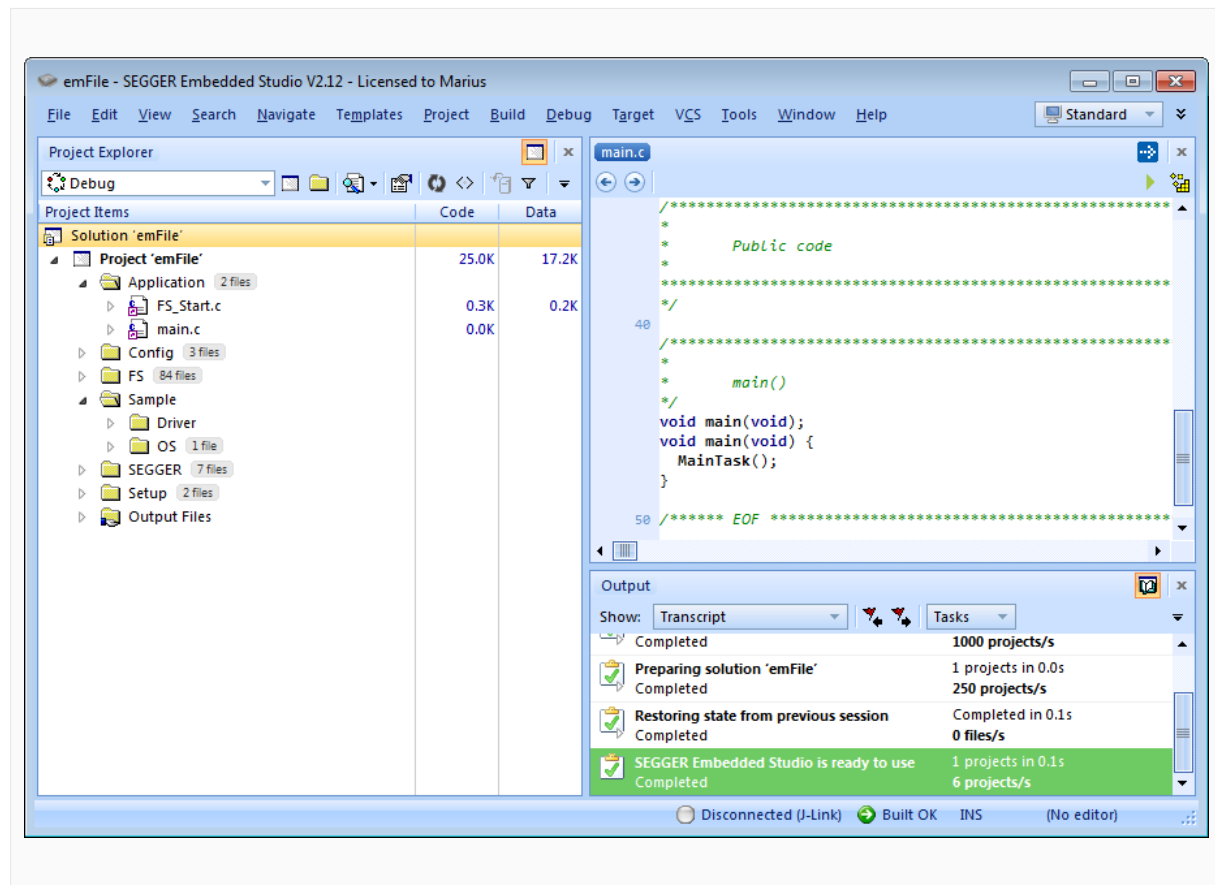 emFile - SEGGER Embedded Studio V2.12 - Licensed to Marius
File Edit View Search Navigate Templates Project Build Debug Target VCS Tools Window Help Standard
Project Explorer
Debug
Project Items Code Data
Solution 'emFile'
Project 'emFile' 25.0K 17.2K
Application 2 files
FS_Start.c 0.3K 0.2K
main.c 0.0K
Config 3 files
FS 84 files
Sample
Driver
OS 1 file
SEGGER 7 files
Setup 2 files
Output Files
main.c
/*******************************************************
*
* Public code
*
********************************************************
*/
40
/*******************************************************
*
* main()
*/
void main(void);
void main(void) {
MainTask();
}
50 /****** EOF ********************************************
Output
Show: Transcript Tasks
Completed 1000 projects/s
Preparing solution 'emFile' 1 projects in 0.0s
Completed 250 projects/s
Restoring state from previous session Completed in 0.1s
Completed 0 files/s
SEGGER Embedded Studio is ready to use 1 projects in 0.1s
Completed 6 projects/s
Disconnected (J-Link) Built OK INS (No editor)